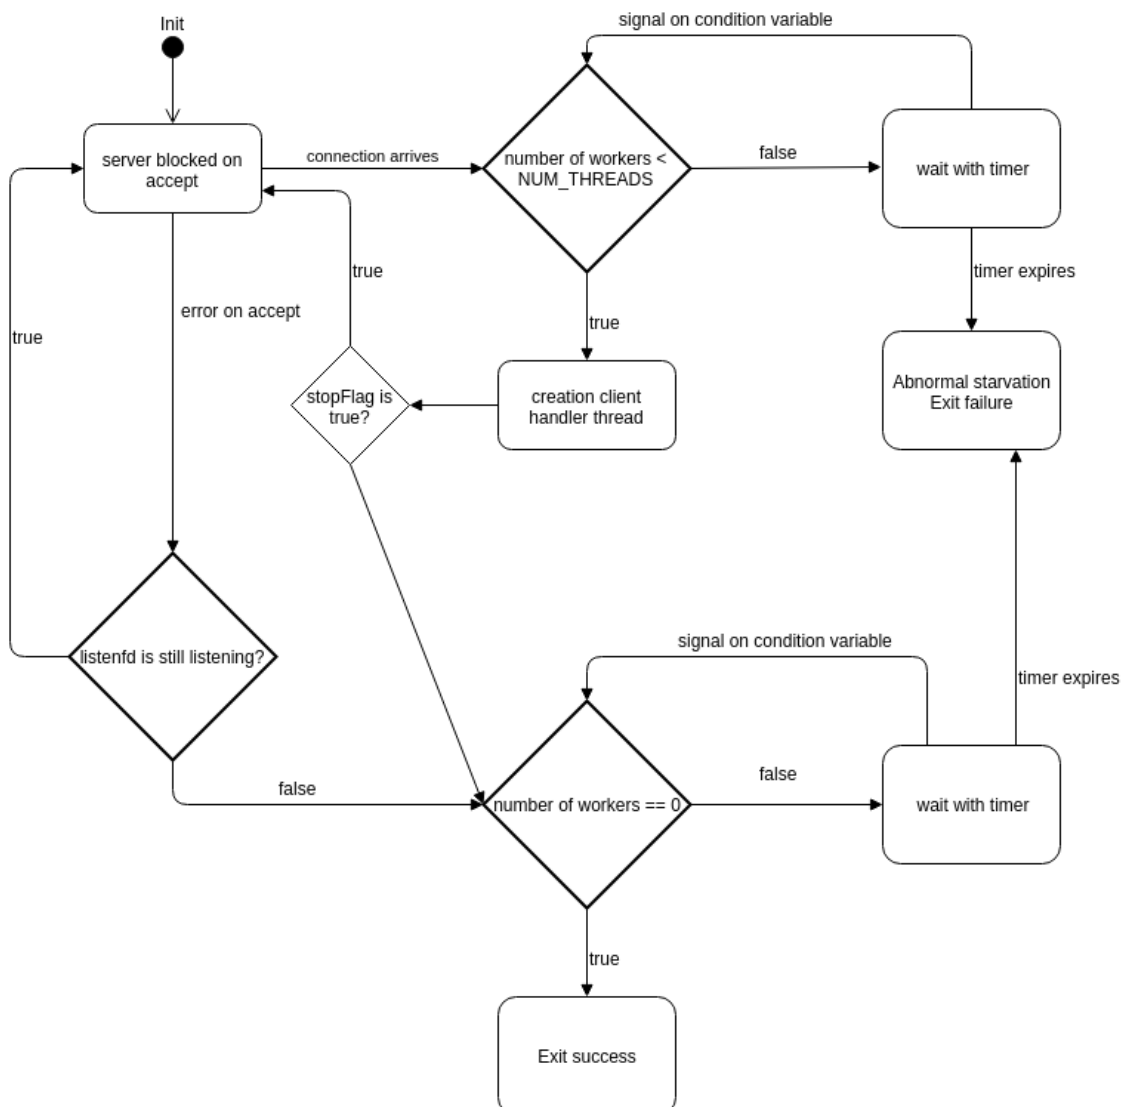 Init
signal on condition variable
server blocked on
accept
connection arrives
number of workers <
NUM_THREADS
false
wait with timer
true
error on accept
true
true
timer expires
stopFlag is
true?
creation client
handler thread
Abnormal starvation
Exit failure
listenfd is still listening?
signal on condition variable
timer expires
false
number of workers == 0
false
wait with timer
true
Exit success